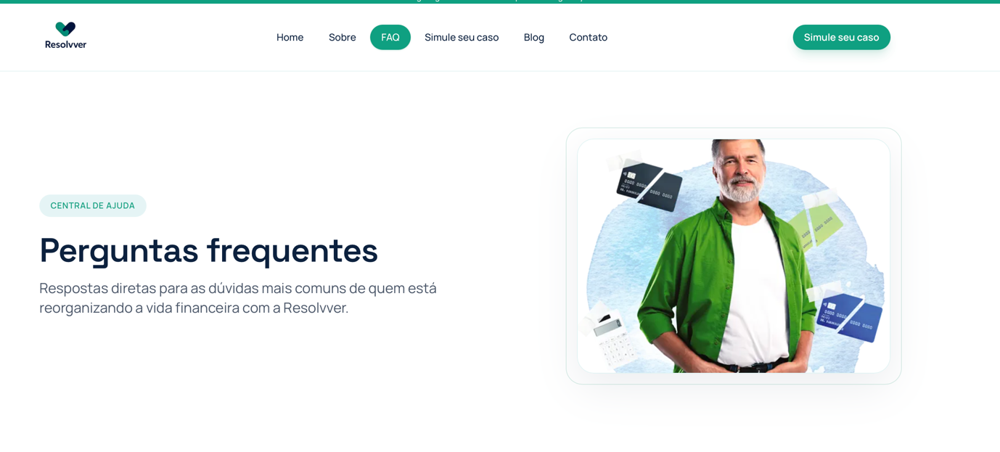 Resolvver
Home
Sobre
FAQ
Simule seu caso
Blog
Contato
Simule seu caso
CENTRAL DE AJUDA
Perguntas frequentes
Respostas diretas para as dúvidas mais comuns de quem está
reorganizando a vida financeira com a Resolvver.